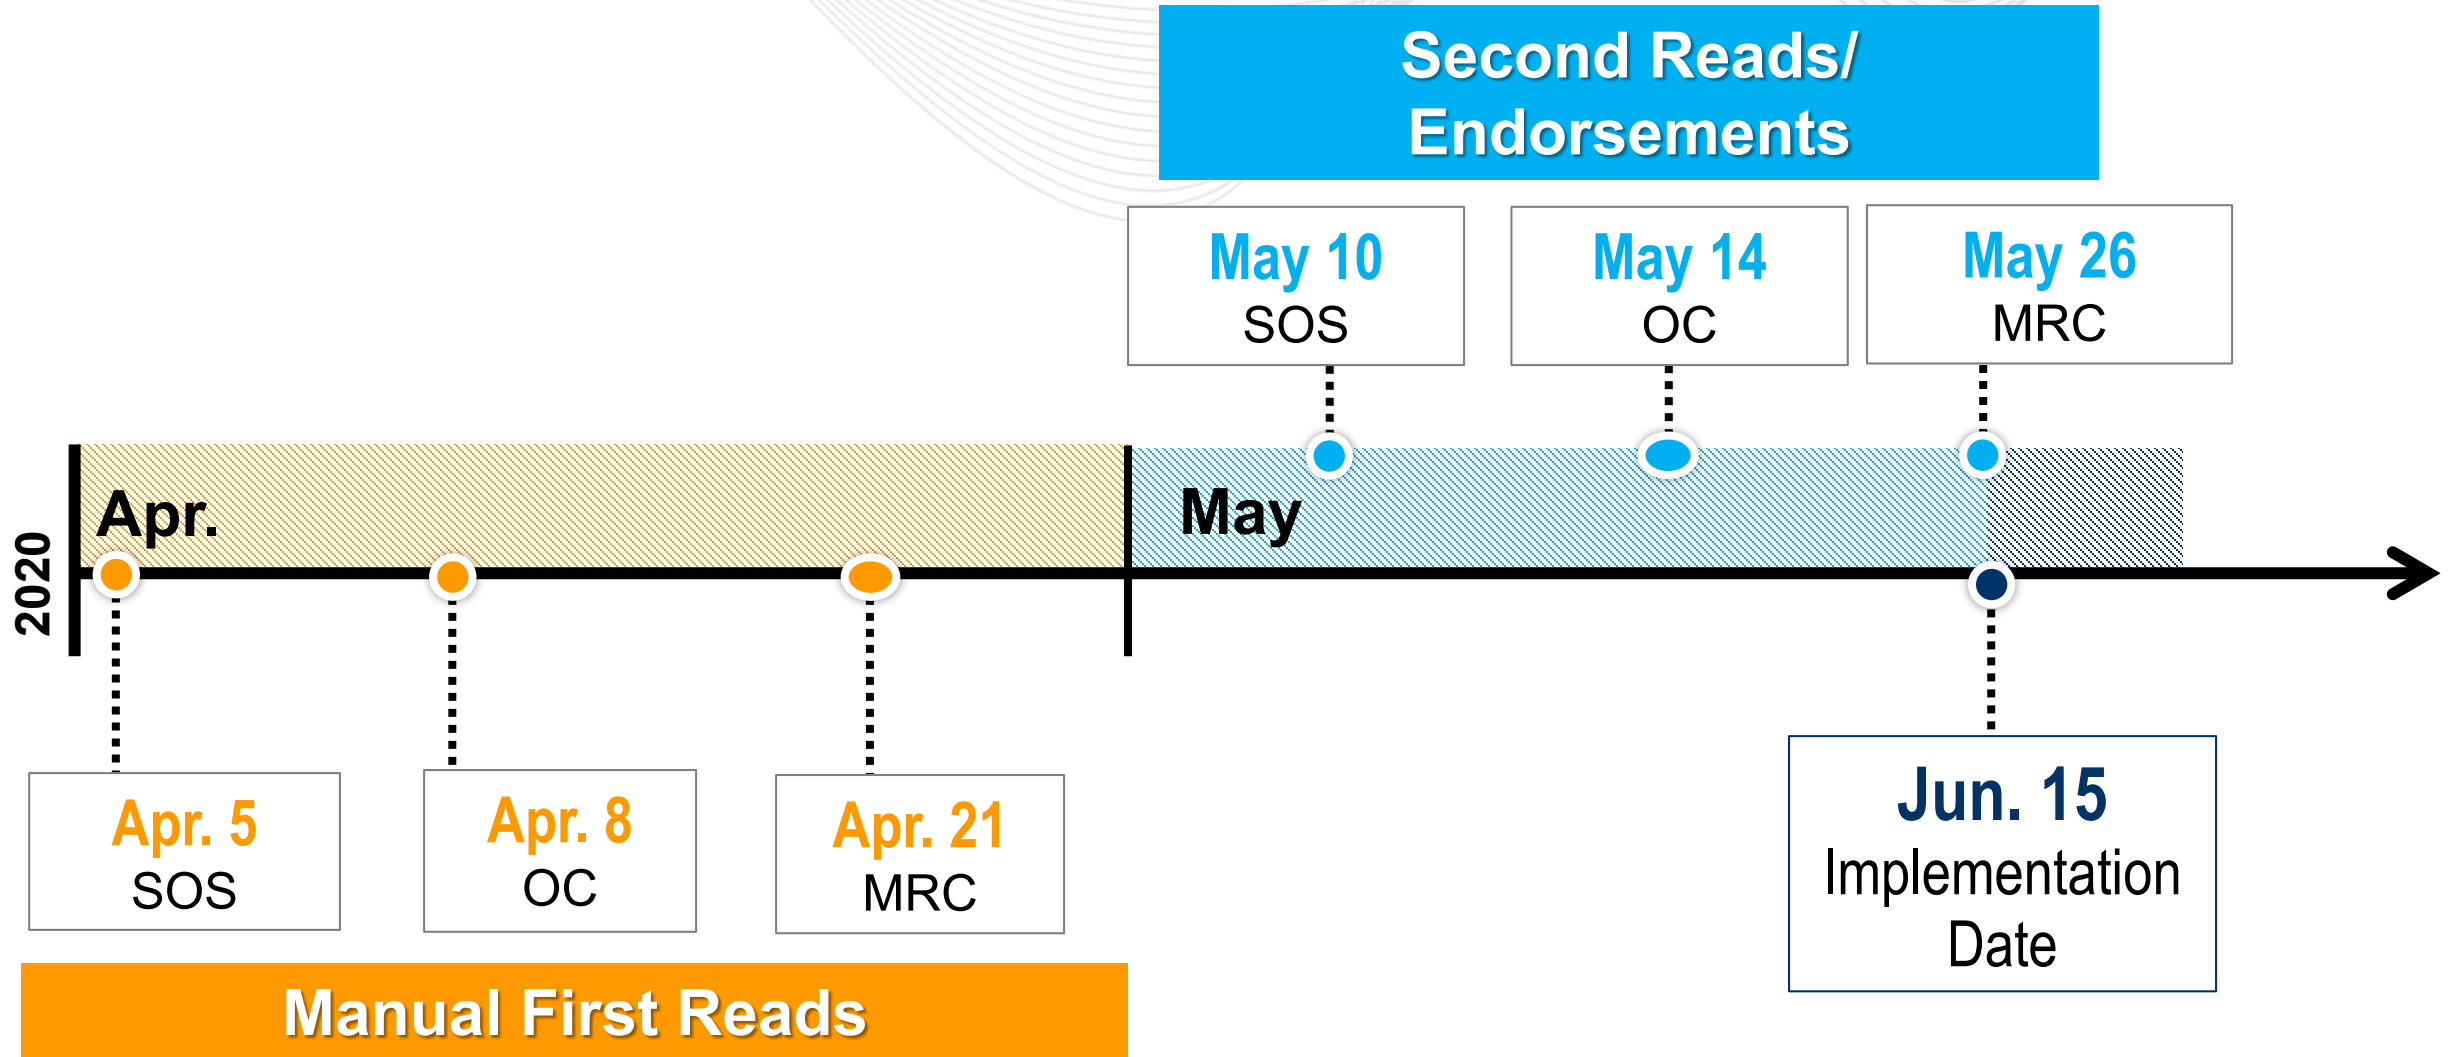 Second Reads/
Endorsements
May 10
SOS
May 14
OC
May 26
MRC
2020
Apr.
May
Apr. 5
SOS
Apr. 8
OC
Apr. 21
MRC
Jun. 15
Implementation
Date
Manual First Reads